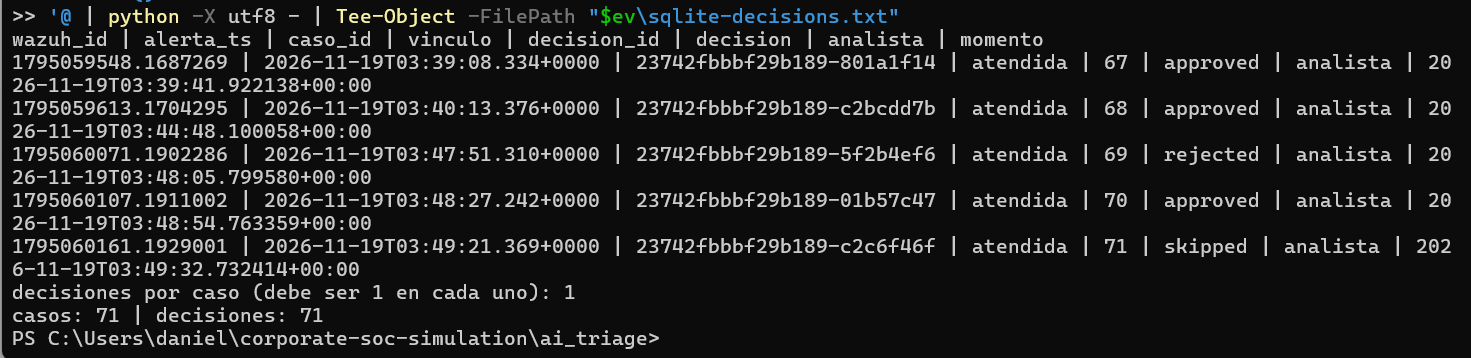 >> '@ | python -X utf8 - | Tee-Object -FilePath "$ev\sqlite-decisions.txt"
wazuh_id | alerta_ts | caso_id | vinculo | decision_id | decision | analista | momento
1795059548.1687269 | 2026-11-19T03:39:08.334+0000 | 23742fbbbf29b189-801a1f14 | atendida | 67 | approved | analista | 20
26-11-19T03:39:41.922138+00:00
1795059613.1704295 | 2026-11-19T03:40:13.376+0000 | 23742fbbbf29b189-c2bcdd7b | atendida | 68 | approved | analista | 20
26-11-19T03:44:48.100058+00:00
1795060071.1902286 | 2026-11-19T03:47:51.310+0000 | 23742fbbbf29b189-5f2b4ef6 | atendida | 69 | rejected | analista | 20
26-11-19T03:48:05.799580+00:00
1795060107.1911002 | 2026-11-19T03:48:27.242+0000 | 23742fbbbf29b189-01b57c47 | atendida | 70 | approved | analista | 20
26-11-19T03:48:54.763359+00:00
1795060161.1929001 | 2026-11-19T03:49:21.369+0000 | 23742fbbbf29b189-c2c6f46f | atendida | 71 | skipped | analista | 202
6-11-19T03:49:32.732414+00:00
decisiones por caso (debe ser 1 en cada uno): 1
casos: 71 | decisiones: 71
PS C:\Users\daniel\corporate-soc-simulation\ai_triage>